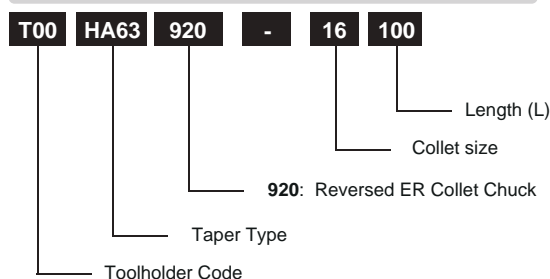 T00 HA63 920 - 16 100
Length (L)
Collet size
920: Reversed ER Collet Chuck
Taper Type
Toolholder Code